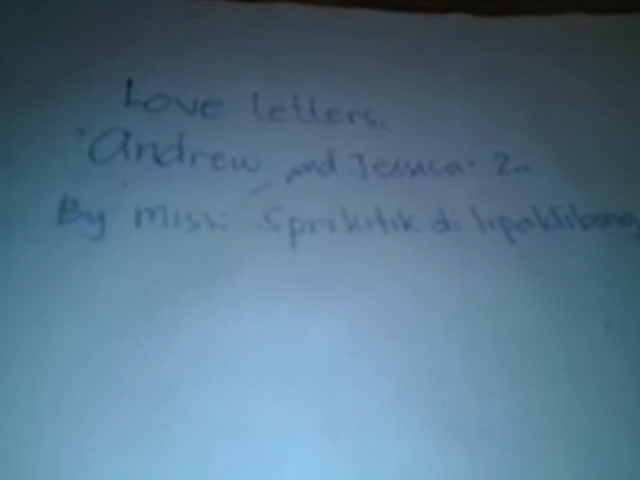 Love letters.
Andrew and Jessica 2..
By Miss: Sprikitik di